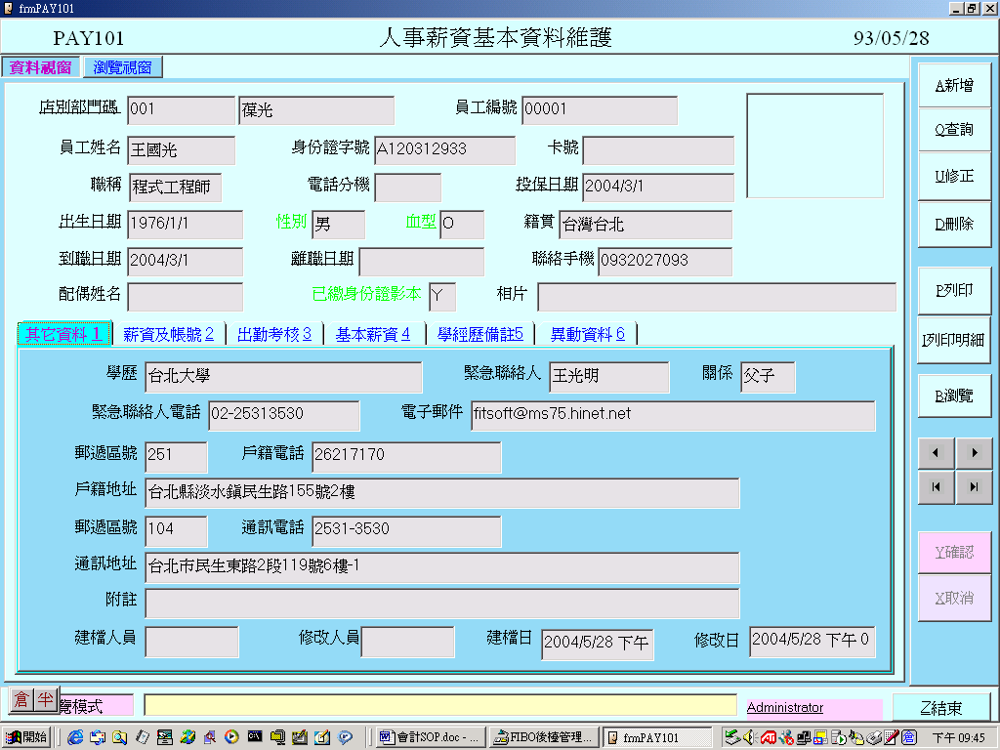 frmPAY101
PAY101 人事薪資基本資料維護 93/05/28
資料視窗 瀏覽視窗
店別部門碼 001 葆光 員工編號 00001
員工姓名 王國光 身份證字號 A120312933 卡號
職稱 程式工程師 電話分機 投保日期 2004/3/1
出生日期 1976/1/1 性別 男 血型 O 籍貫 台灣台北
到職日期 2004/3/1 離職日期 聯絡手機 0932027093
配偶姓名 已繳身份證影本 Y 相片
其它資料 1 薪資及帳號 2 出勤考核 3 基本薪資 4 學經歷備註5 異動資料 6
學歷 台北大學 緊急聯絡人 王光明 關係 父子
緊急聯絡人電話 02-25313530 電子郵件 fitsoft@ms75.hinet.net
郵遞區號 251 戶籍電話 26217170
戶籍地址 台北縣淡水鎮民生路155號2樓
郵遞區號 104 通訊電話 2531-3530
通訊地址 台北市民生東路2段119號6樓-1
附註
建檔人員 修改人員 建檔日 2004/5/28 下午 修改日 2004/5/28 下午 0
A新增
Q查詢
U修正
D刪除
P列印
I列印明細
B瀏覽
Y確認
X取消
倉 半 覽模式 Administrator Z結束
開始 會計SOP.doc - ... FIBO後檯管理... frmPAY101 下午 09:45